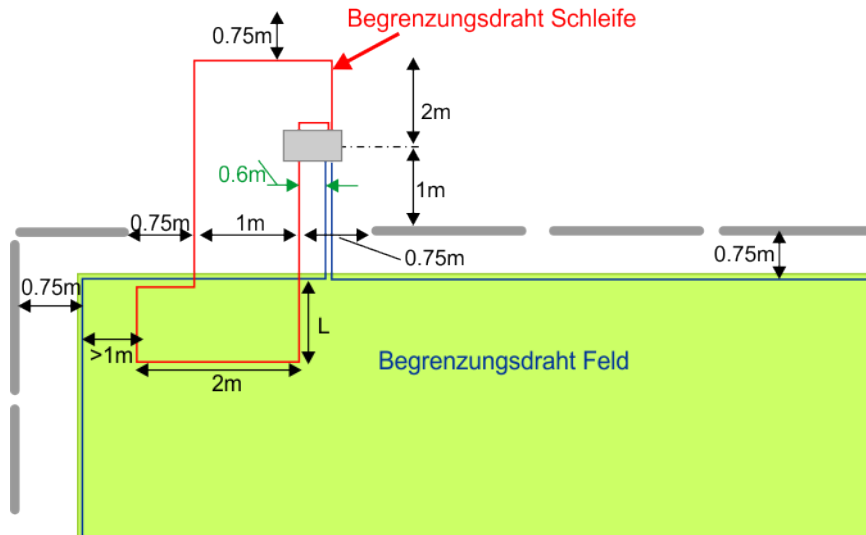 Begrenzungsdraht Schleife
0.75m
2m
0.6m
1m
0.75m
1m
0.75m
0.75m
0.75m
L
>1m
2m
Begrenzungsdraht Feld